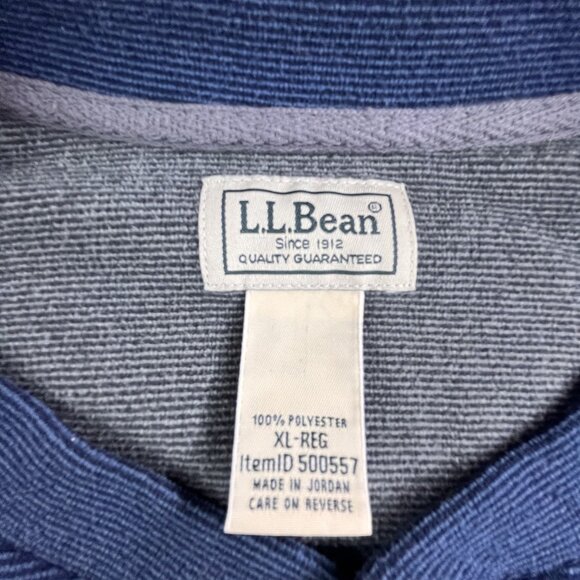 L.L.Bean®
Since 1912
QUALITY GUARANTEED
100% POLYESTER
XL-REG
ItemID 500557
MADE IN JORDAN
CARE ON REVERSE